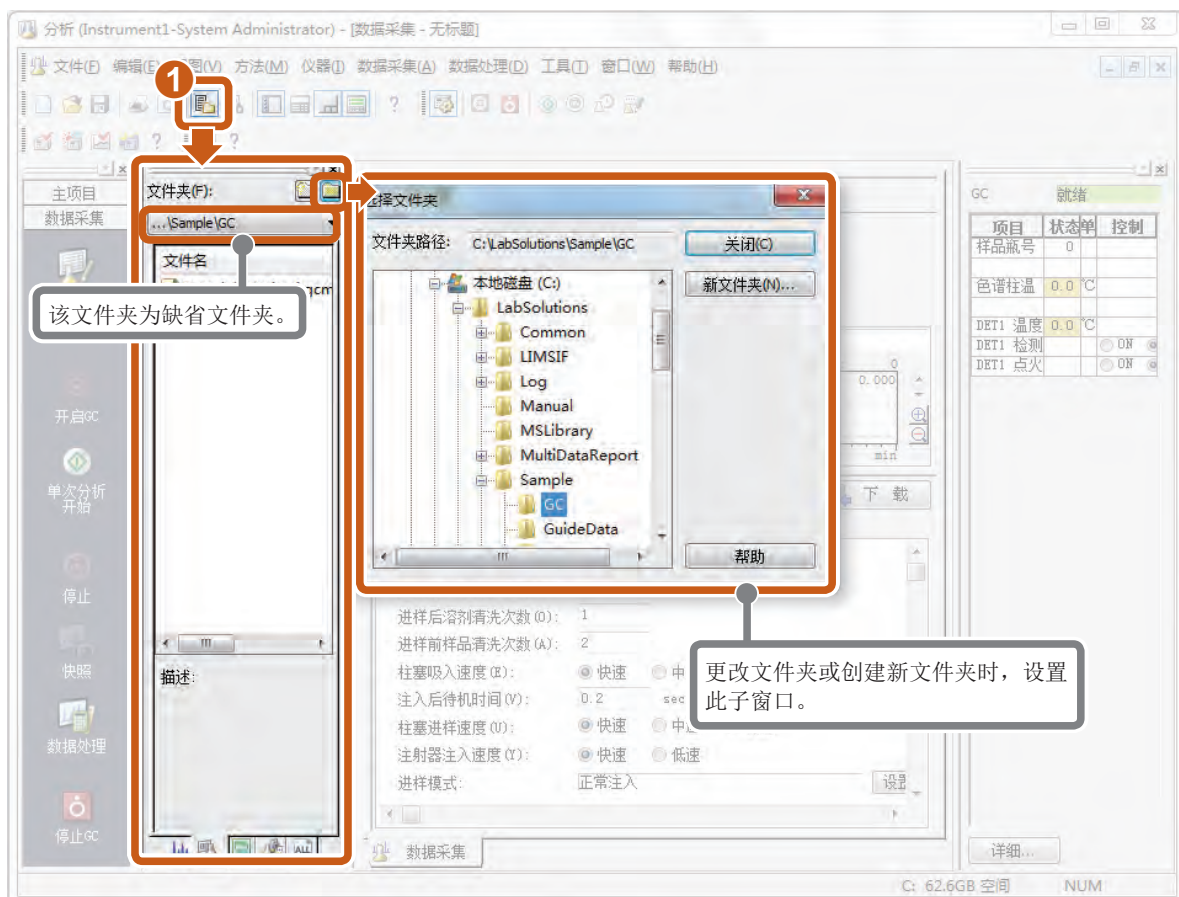 分析 (Instrument1-System Administrator) - [数据采集 - 无标题]
文件(F) 编辑(E) 视图(V) 方法(M) 仪器(I) 数据采集(A) 数据处理(D) 工具(T) 窗口(W) 帮助(H)
1
主项目
数据采集
开启GC
单次分析
开始
停止
快照
数据处理
停止GC
文件夹(F):
...\Sample\GC
文件名
gcm
该文件夹为缺省文件夹。
描述:
ALL
选择文件夹
文件夹路径: C:\LabSolutions\Sample\GC
关闭(C)
新文件夹(N)...
本地磁盘 (C:)
LabSolutions
Common
LIMSIF
Log
Manual
MSLibrary
MultiDataReport
Sample
GC
GuideData
帮助
更改文件夹或创建新文件夹时，设置
此子窗口。
0
0.000
min
下 载
进样后溶剂清洗次数(O): 1
进样前样品清洗次数(A): 2
柱塞吸入速度(R): 快速 中
注入后待机时间(V): 0.2 sec
柱塞进样速度(U): 快速 中速
注射器注入速度(Y): 快速 低速
进样模式: 正常注入 设置
数据采集
GC 就绪
项目 状态 单 控制
样品瓶号 0
色谱柱温 0.0 ℃
DET1 温度 0.0 ℃
DET1 检测 ON
DET1 点火 ON
详细...
C: 62.6GB 空间 NUM